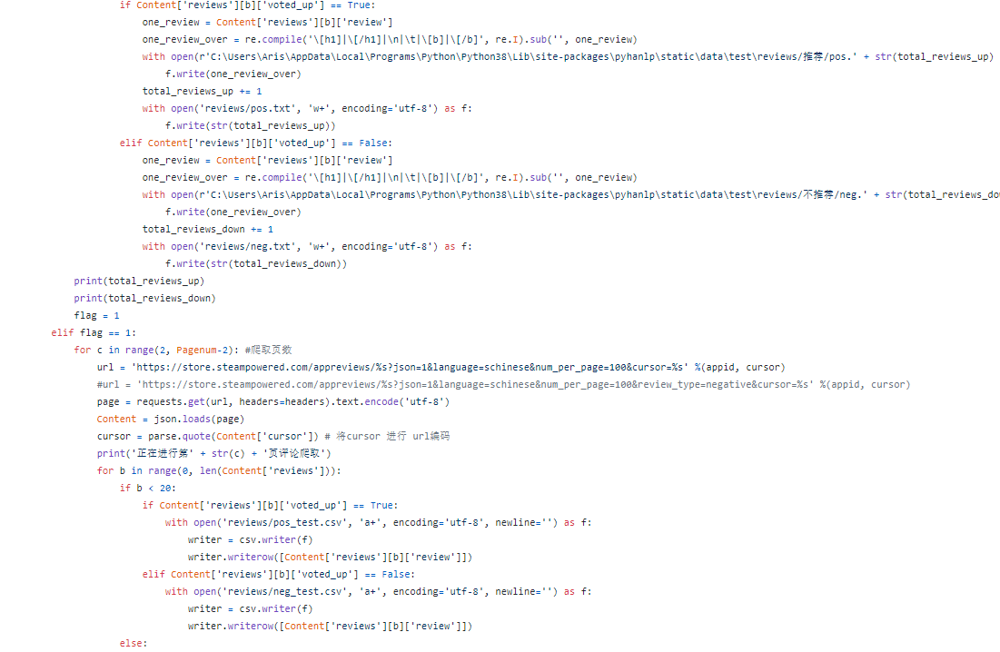 if Content['reviews'][b]['voted_up'] == True:
one_review = Content['reviews'][b]['review']
one_review_over = re.compile('\[h1]|\[/h1]|\n|\t|\[b]|\[/b]', re.I).sub('', one_review)
with open(r'C:\Users\Aris\AppData\Local\Programs\Python\Python38\Lib\site-packages\pyhanlp\static\data\test\reviews/推荐/pos.' + str(total_reviews_up)
f.write(one_review_over)
total_reviews_up += 1
with open('reviews/pos.txt', 'w+', encoding='utf-8') as f:
f.write(str(total_reviews_up))
elif Content['reviews'][b]['voted_up'] == False:
one_review = Content['reviews'][b]['review']
one_review_over = re.compile('\[h1]|\[/h1]|\n|\t|\[b]|\[/b]', re.I).sub('', one_review)
with open(r'C:\Users\Aris\AppData\Local\Programs\Python\Python38\Lib\site-packages\pyhanlp\static\data\test\reviews/不推荐/neg.' + str(total_reviews_do
f.write(one_review_over)
total_reviews_down += 1
with open('reviews/neg.txt', 'w+', encoding='utf-8') as f:
f.write(str(total_reviews_down))
print(total_reviews_up)
print(total_reviews_down)
flag = 1
elif flag == 1:
for c in range(2, Pagenum-2): #爬取页数
url = 'https://store.steampowered.com/appreviews/%s?json=1&language=schinese&num_per_page=100&cursor=%s' %(appid, cursor)
#url = 'https://store.steampowered.com/appreviews/%s?json=1&language=schinese&num_per_page=100&review_type=negative&cursor=%s' %(appid, cursor)
page = requests.get(url, headers=headers).text.encode('utf-8')
Content = json.loads(page)
cursor = parse.quote(Content['cursor']) # 将cursor 进行 url编码
print('正在进行第' + str(c) + '页评论爬取')
for b in range(0, len(Content['reviews'])):
if b < 20:
if Content['reviews'][b]['voted_up'] == True:
with open('reviews/pos_test.csv', 'a+', encoding='utf-8', newline='') as f:
writer = csv.writer(f)
writer.writerow([Content['reviews'][b]['review']])
elif Content['reviews'][b]['voted_up'] == False:
with open('reviews/neg_test.csv', 'a+', encoding='utf-8', newline='') as f:
writer = csv.writer(f)
writer.writerow([Content['reviews'][b]['review']])
else: